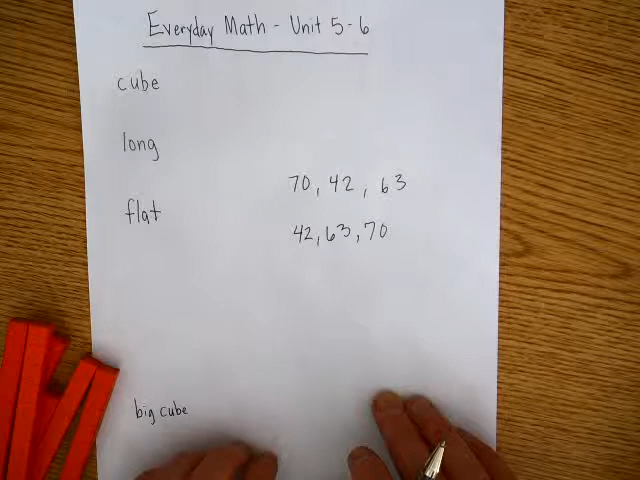 Everyday Math - Unit 5-6
cube
long
70, 42, 63
flat
42, 63, 70
big cube